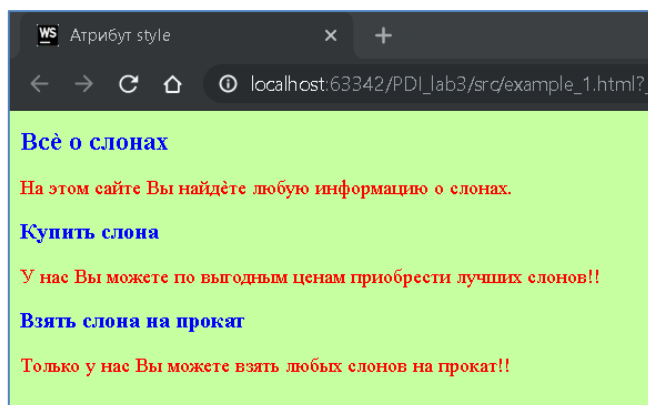 WS Атрибут style
localhost:63342/PDI_lab3/src/example_1.html?_
Всѐ о слонах
На этом сайте Вы найдѐте любую информацию о слонах.
Купить слона
У нас Вы можете по выгодным ценам приобрести лучших слонов!!
Взять слона на прокат
Только у нас Вы можете взять любых слонов на прокат!!